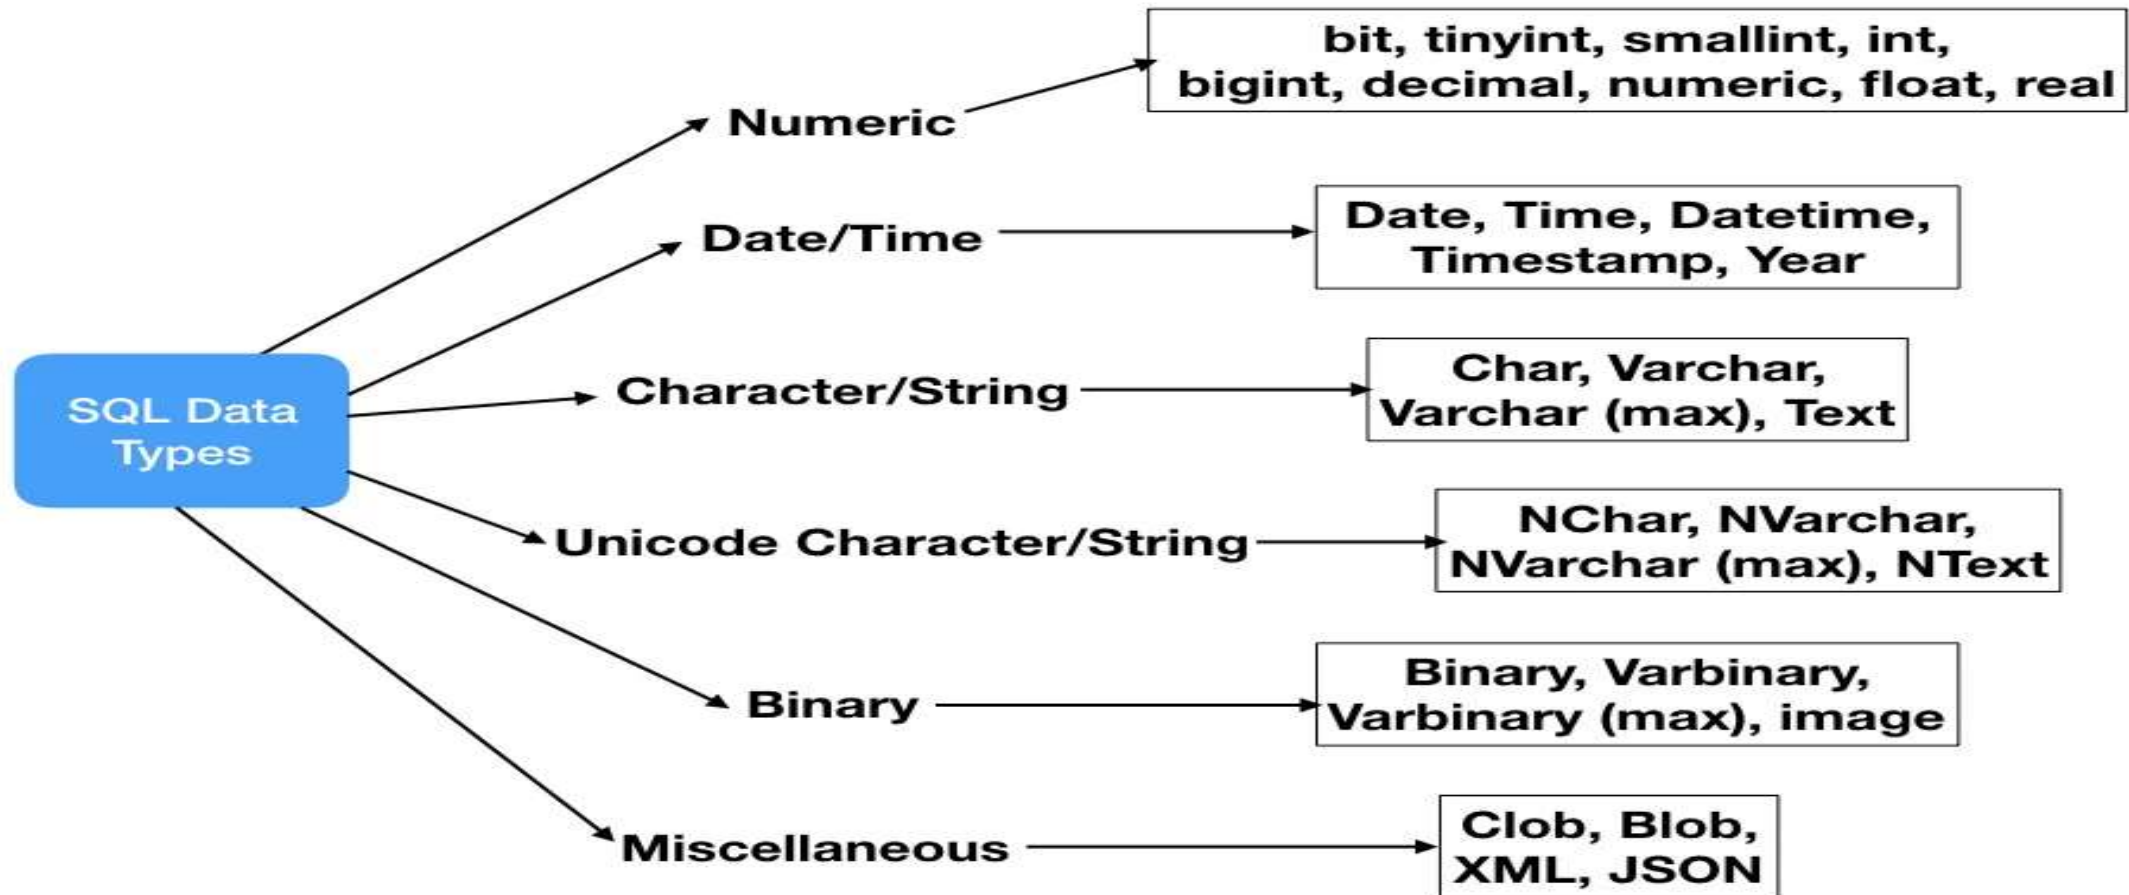 bit, tinyint, smallint, int,
bigint, decimal, numeric, float, real
Numeric
Date/Time
Date, Time, Datetime,
Timestamp, Year
Character/String
Char, Varchar,
Varchar (max), Text
SQL Data
Types
Unicode Character/String
NChar, NVarchar,
NVarchar (max), NText
Binary
Binary, Varbinary,
Varbinary (max), image
Miscellaneous
Clob, Blob,
XML, JSON